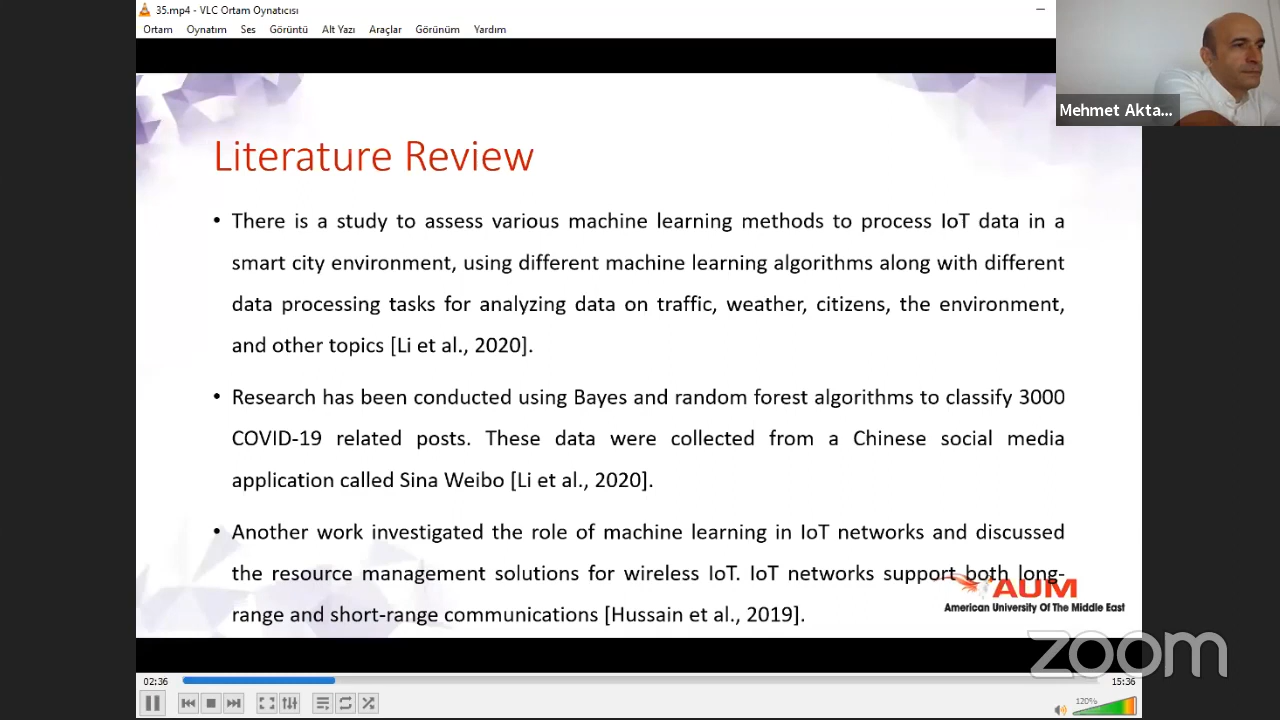 35.mp4 - VLC Ortam Oynatıcısı
Ortam Oynatım Ses Görüntü Alt Yazı Araçlar Görünüm Yardım
Mehmet Akta...
Literature Review
• There is a study to assess various machine learning methods to process IoT data in a
smart city environment, using different machine learning algorithms along with different
data processing tasks for analyzing data on traffic, weather, citizens, the environment,
and other topics [Li et al., 2020].
• Research has been conducted using Bayes and random forest algorithms to classify 3000
COVID-19 related posts. These data were collected from a Chinese social media
application called Sina Weibo [Li et al., 2020].
• Another work investigated the role of machine learning in IoT networks and discussed
the resource management solutions for wireless IoT. IoT networks support both long-
range and short-range communications [Hussain et al., 2019].
AUM
American University Of The Middle East
zoom
02:36
15:36
120%